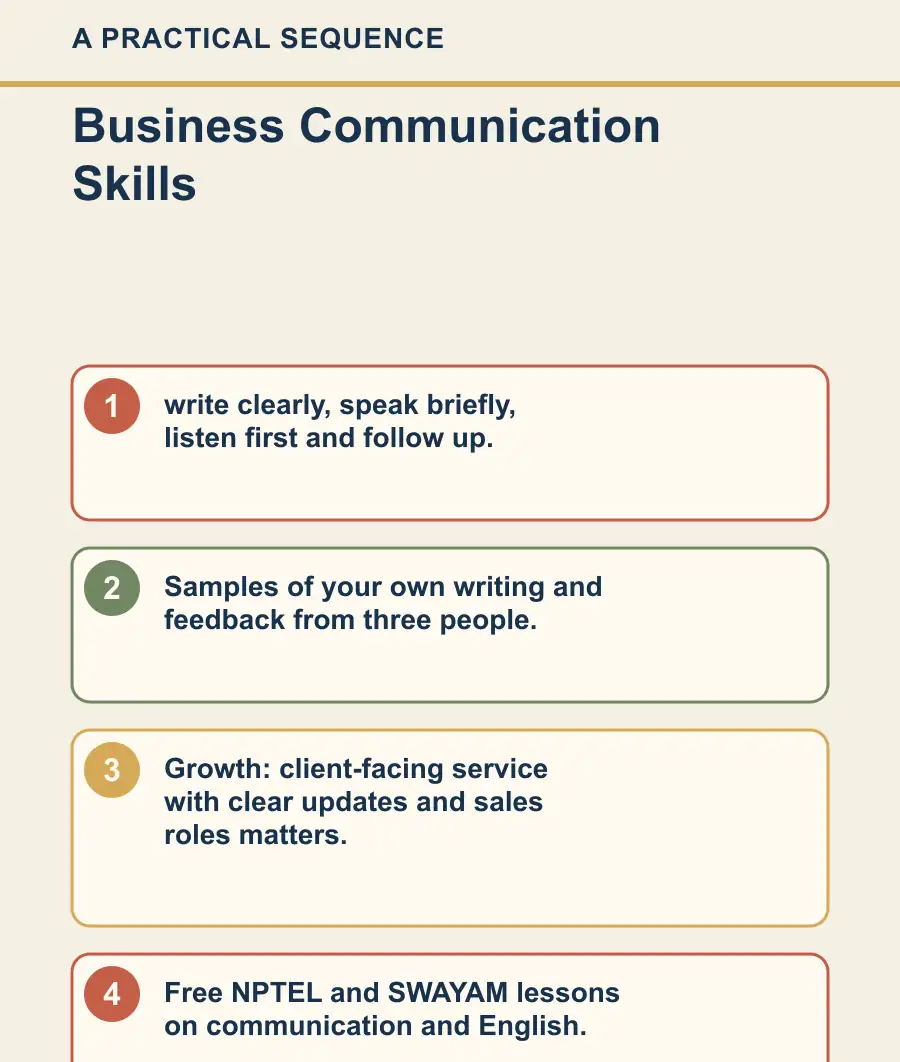 A PRACTICAL SEQUENCE
Business Communication
Skills
1
write clearly, speak briefly,
listen first and follow up.
2
Samples of your own writing and
feedback from three people.
3
Growth: client-facing service
with clear updates and sales
roles matters.
4
Free NPTEL and SWAYAM lessons
on communication and English.